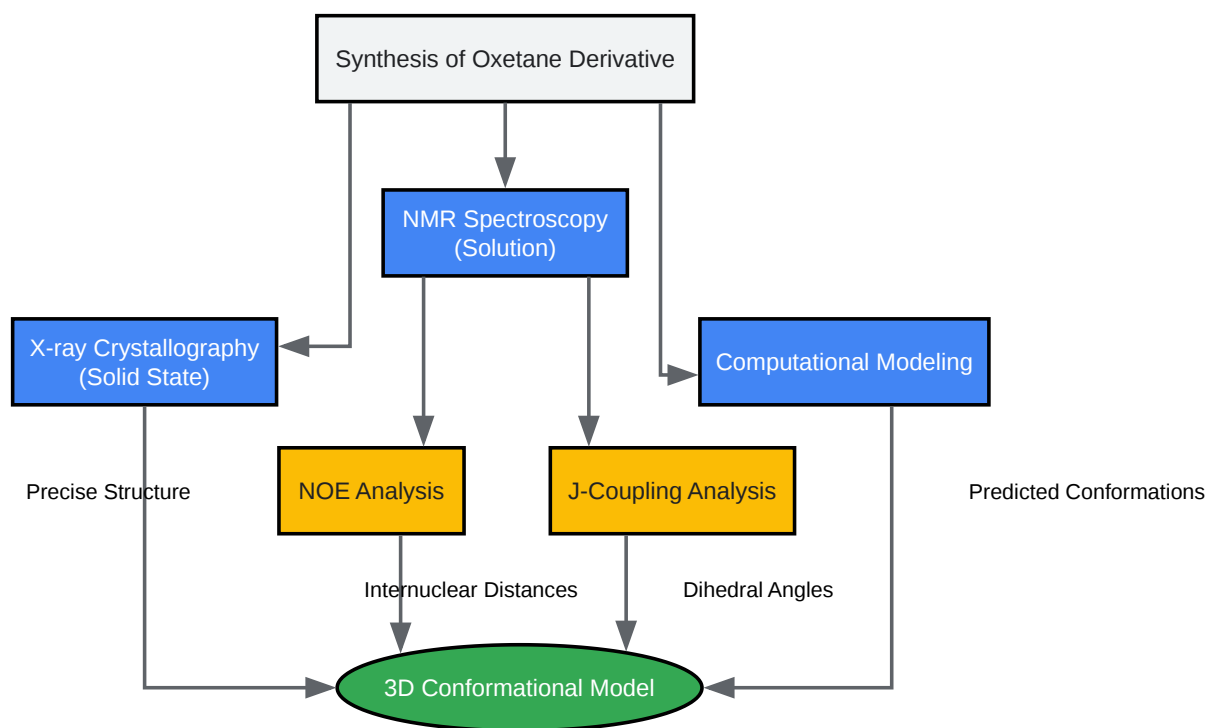 Synthesis of Oxetane Derivative
NMR Spectroscopy
(Solution)
X-ray Crystallography
(Solid State)
Computational Modeling
NOE Analysis
J-Coupling Analysis
Precise Structure
Predicted Conformations
Internuclear Distances
Dihedral Angles
3D Conformational Model